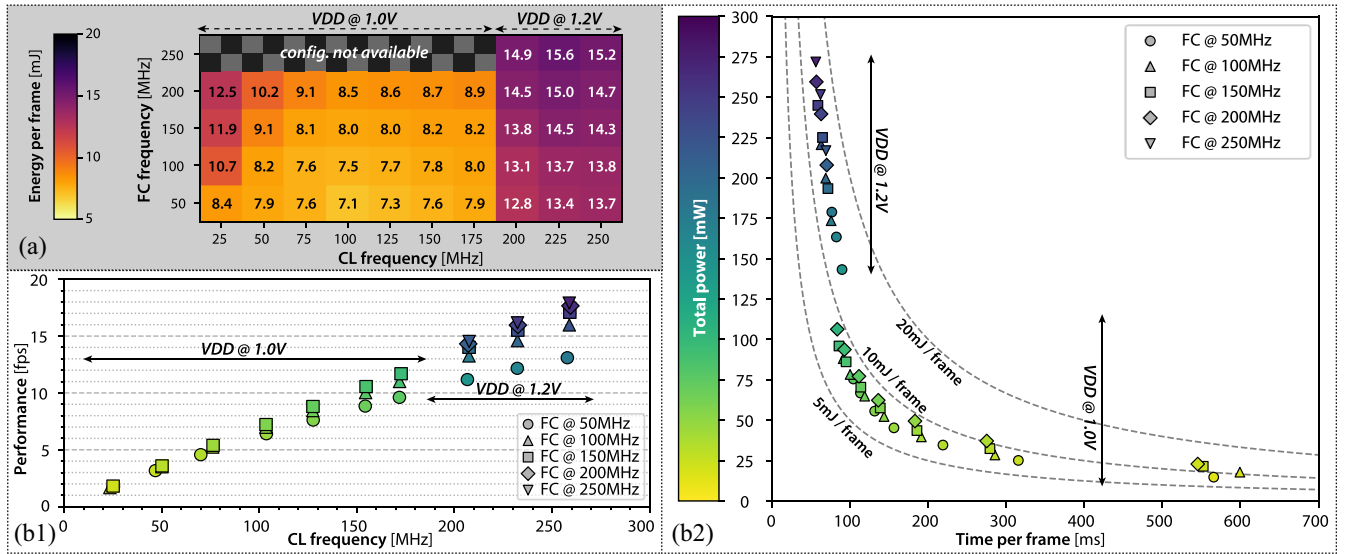 VDD @ 1.0V
VDD @ 1.2V
20
15
10
5
Energy per frame [mJ]
FC frequency [MHz]
250
config. not available
14.9 15.6 15.2
200
12.5 10.2 9.1 8.5 8.6 8.7 8.9 14.5 15.0 14.7
150
11.9 9.1 8.1 8.0 8.0 8.2 8.2 13.8 14.5 14.3
100
10.7 8.2 7.6 7.5 7.7 7.8 8.0 13.1 13.7 13.8
50
8.4 7.9 7.6 7.1 7.3 7.6 7.9 12.8 13.4 13.7
25 50 75 100 125 150 175 200 225 250
CL frequency [MHz]
(a)
20
15
10
5
0
Performance [fps]
VDD @ 1.0V
VDD @ 1.2V
FC @ 50MHz
FC @ 100MHz
FC @ 150MHz
FC @ 200MHz
FC @ 250MHz
0 50 100 150 200 250 300
CL frequency [MHz]
(b1)
Total power [mW]
300
275
250
225
200
175
150
125
100
75
50
25
0
FC @ 50MHz
FC @ 100MHz
FC @ 150MHz
FC @ 200MHz
FC @ 250MHz
VDD @ 1.2V
VDD @ 1.0V
20mJ / frame
10mJ / frame
5mJ / frame
0 100 200 300 400 500 600 700
Time per frame [ms]
(b2)